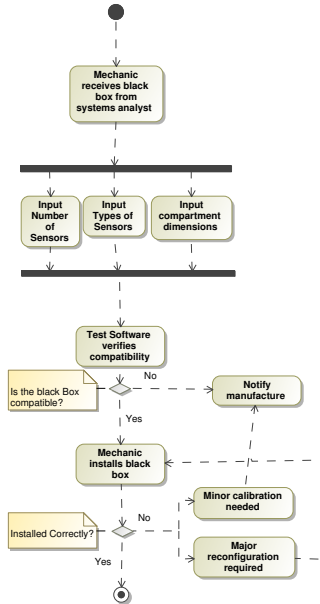 Mechanic
receives black
box from
systems analyst
Input
Number
of
Sensors
Input
Types of
Sensors
Input
compartment
dimensions
Test Software
verifies
compatibility
No
Is the black Box
compatible?
Notify
manufacture
Yes
Mechanic
installs black
box
Minor calibration
needed
No
Installed Correctly?
Major
reconfiguration
required
Yes